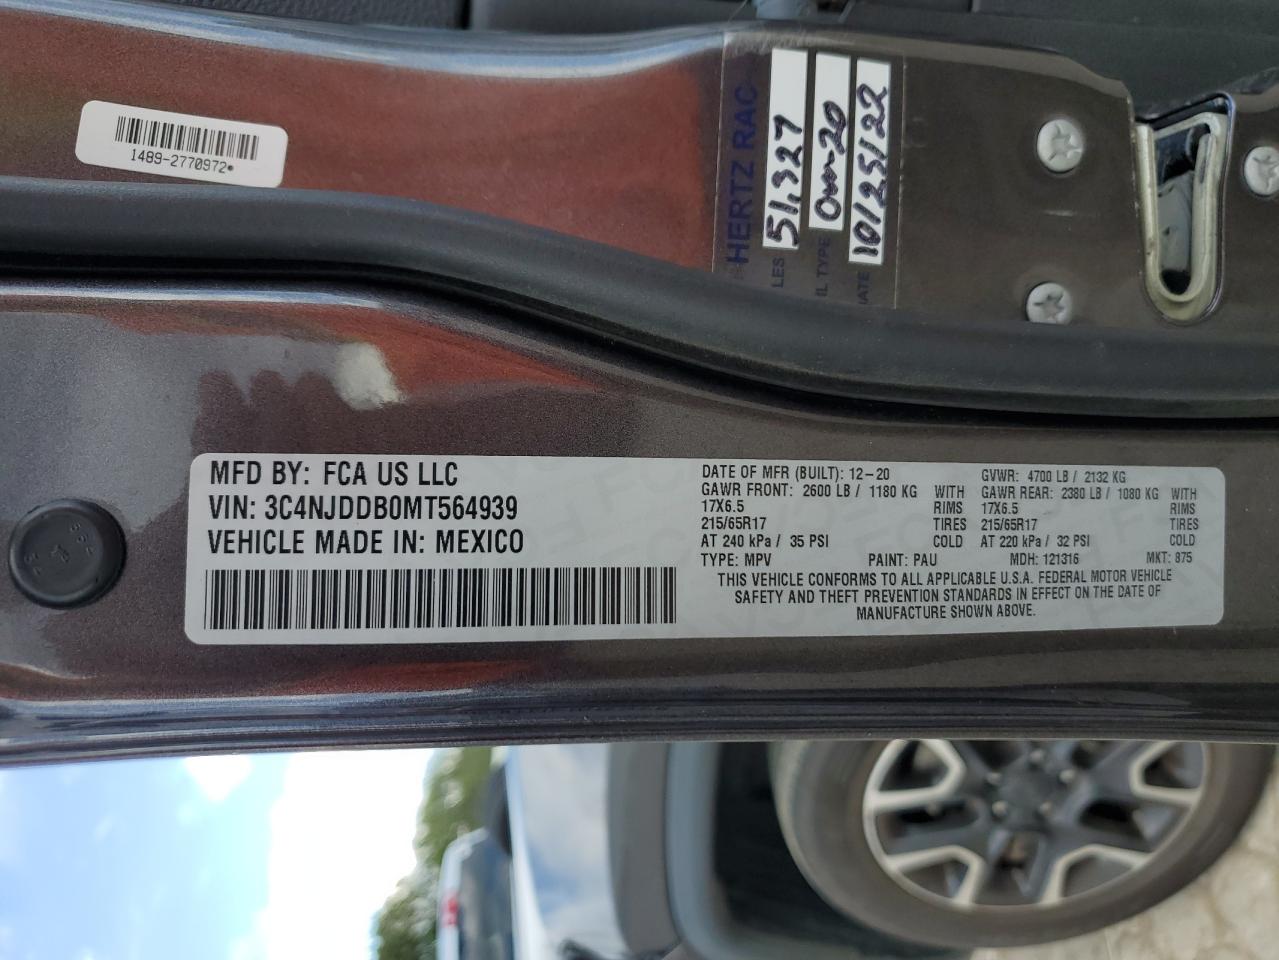 1489-2770972*
HERTZ RAC
LES 51,327
IL TYPE 0w-20
DATE 10/25/22
MFD BY: FCA US LLC
VIN: 3C4NJDDB0MT564939
VEHICLE MADE IN: MEXICO
DATE OF MFR (BUILT): 12-20 GVWR: 4700 LB / 2132 KG
GAWR FRONT: 2600 LB / 1180 KG WITH GAWR REAR: 2380 LB / 1080 KG WITH
17X6.5 RIMS 17X6.5 RIMS
215/65R17 TIRES 215/65R17 TIRES
AT 240 kPa / 35 PSI COLD AT 220 kPa / 32 PSI COLD
TYPE: MPV PAINT: PAU MDH: 121316 MKT: 875
THIS VEHICLE CONFORMS TO ALL APPLICABLE U.S.A. FEDERAL MOTOR VEHICLE
SAFETY AND THEFT PREVENTION STANDARDS IN EFFECT ON THE DATE OF
MANUFACTURE SHOWN ABOVE.